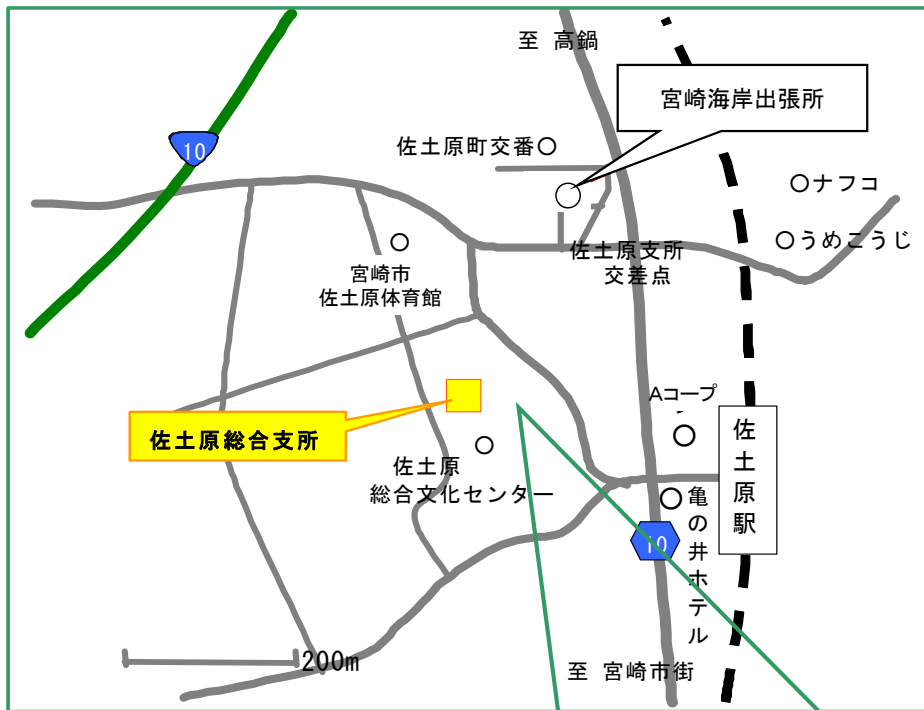 至 高鍋
宮崎海岸出張所
10
佐土原町交番
ナフコ
うめこうじ
佐土原支所
交差点
宮崎市
佐土原体育館
Aコープ
佐土原総合支所
佐土原駅
佐土原
総合文化センター
亀の井ホテル
10
200m
至 宮崎市街